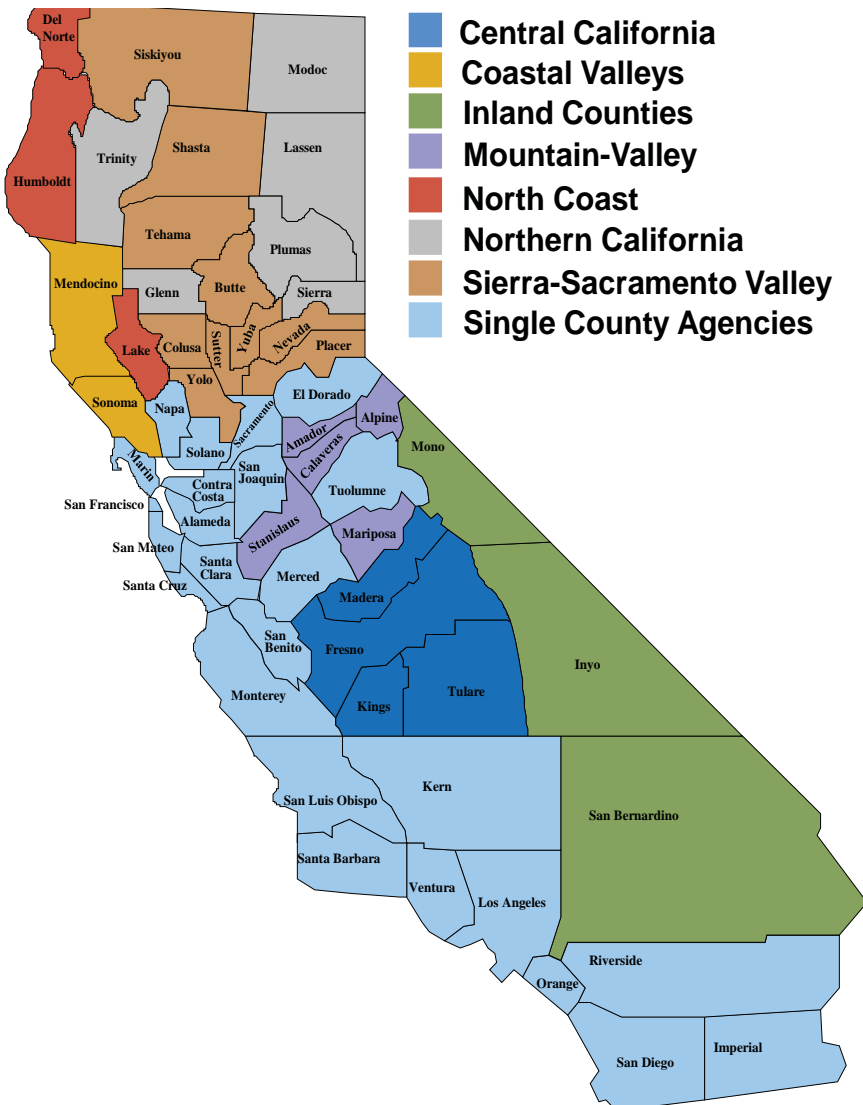 Central California
Coastal Valleys
Inland Counties
Mountain-Valley
North Coast
Northern California
Sierra-Sacramento Valley
Single County Agencies
Del
Norte
Siskiyou
Modoc
Trinity
Shasta
Lassen
Humboldt
Tehama
Plumas
Mendocino
Glenn
Butte
Sierra
Lake
Colusa
Sutter
Yuba
Nevada
Placer
Yolo
Sonoma
Napa
El Dorado
Sacramento
Alpine
Amador
Calaveras
Mono
Solano
Marin
San
Joaquin
Contra
Costa
Tuolumne
San Francisco
Alameda
Stanislaus
Mariposa
San Mateo
Santa
Clara
Merced
Santa Cruz
Madera
San
Benito
Fresno
Inyo
Monterey
Kings
Tulare
San Luis Obispo
Kern
San Bernardino
Santa Barbara
Ventura
Los Angeles
Riverside
Orange
San Diego
Imperial